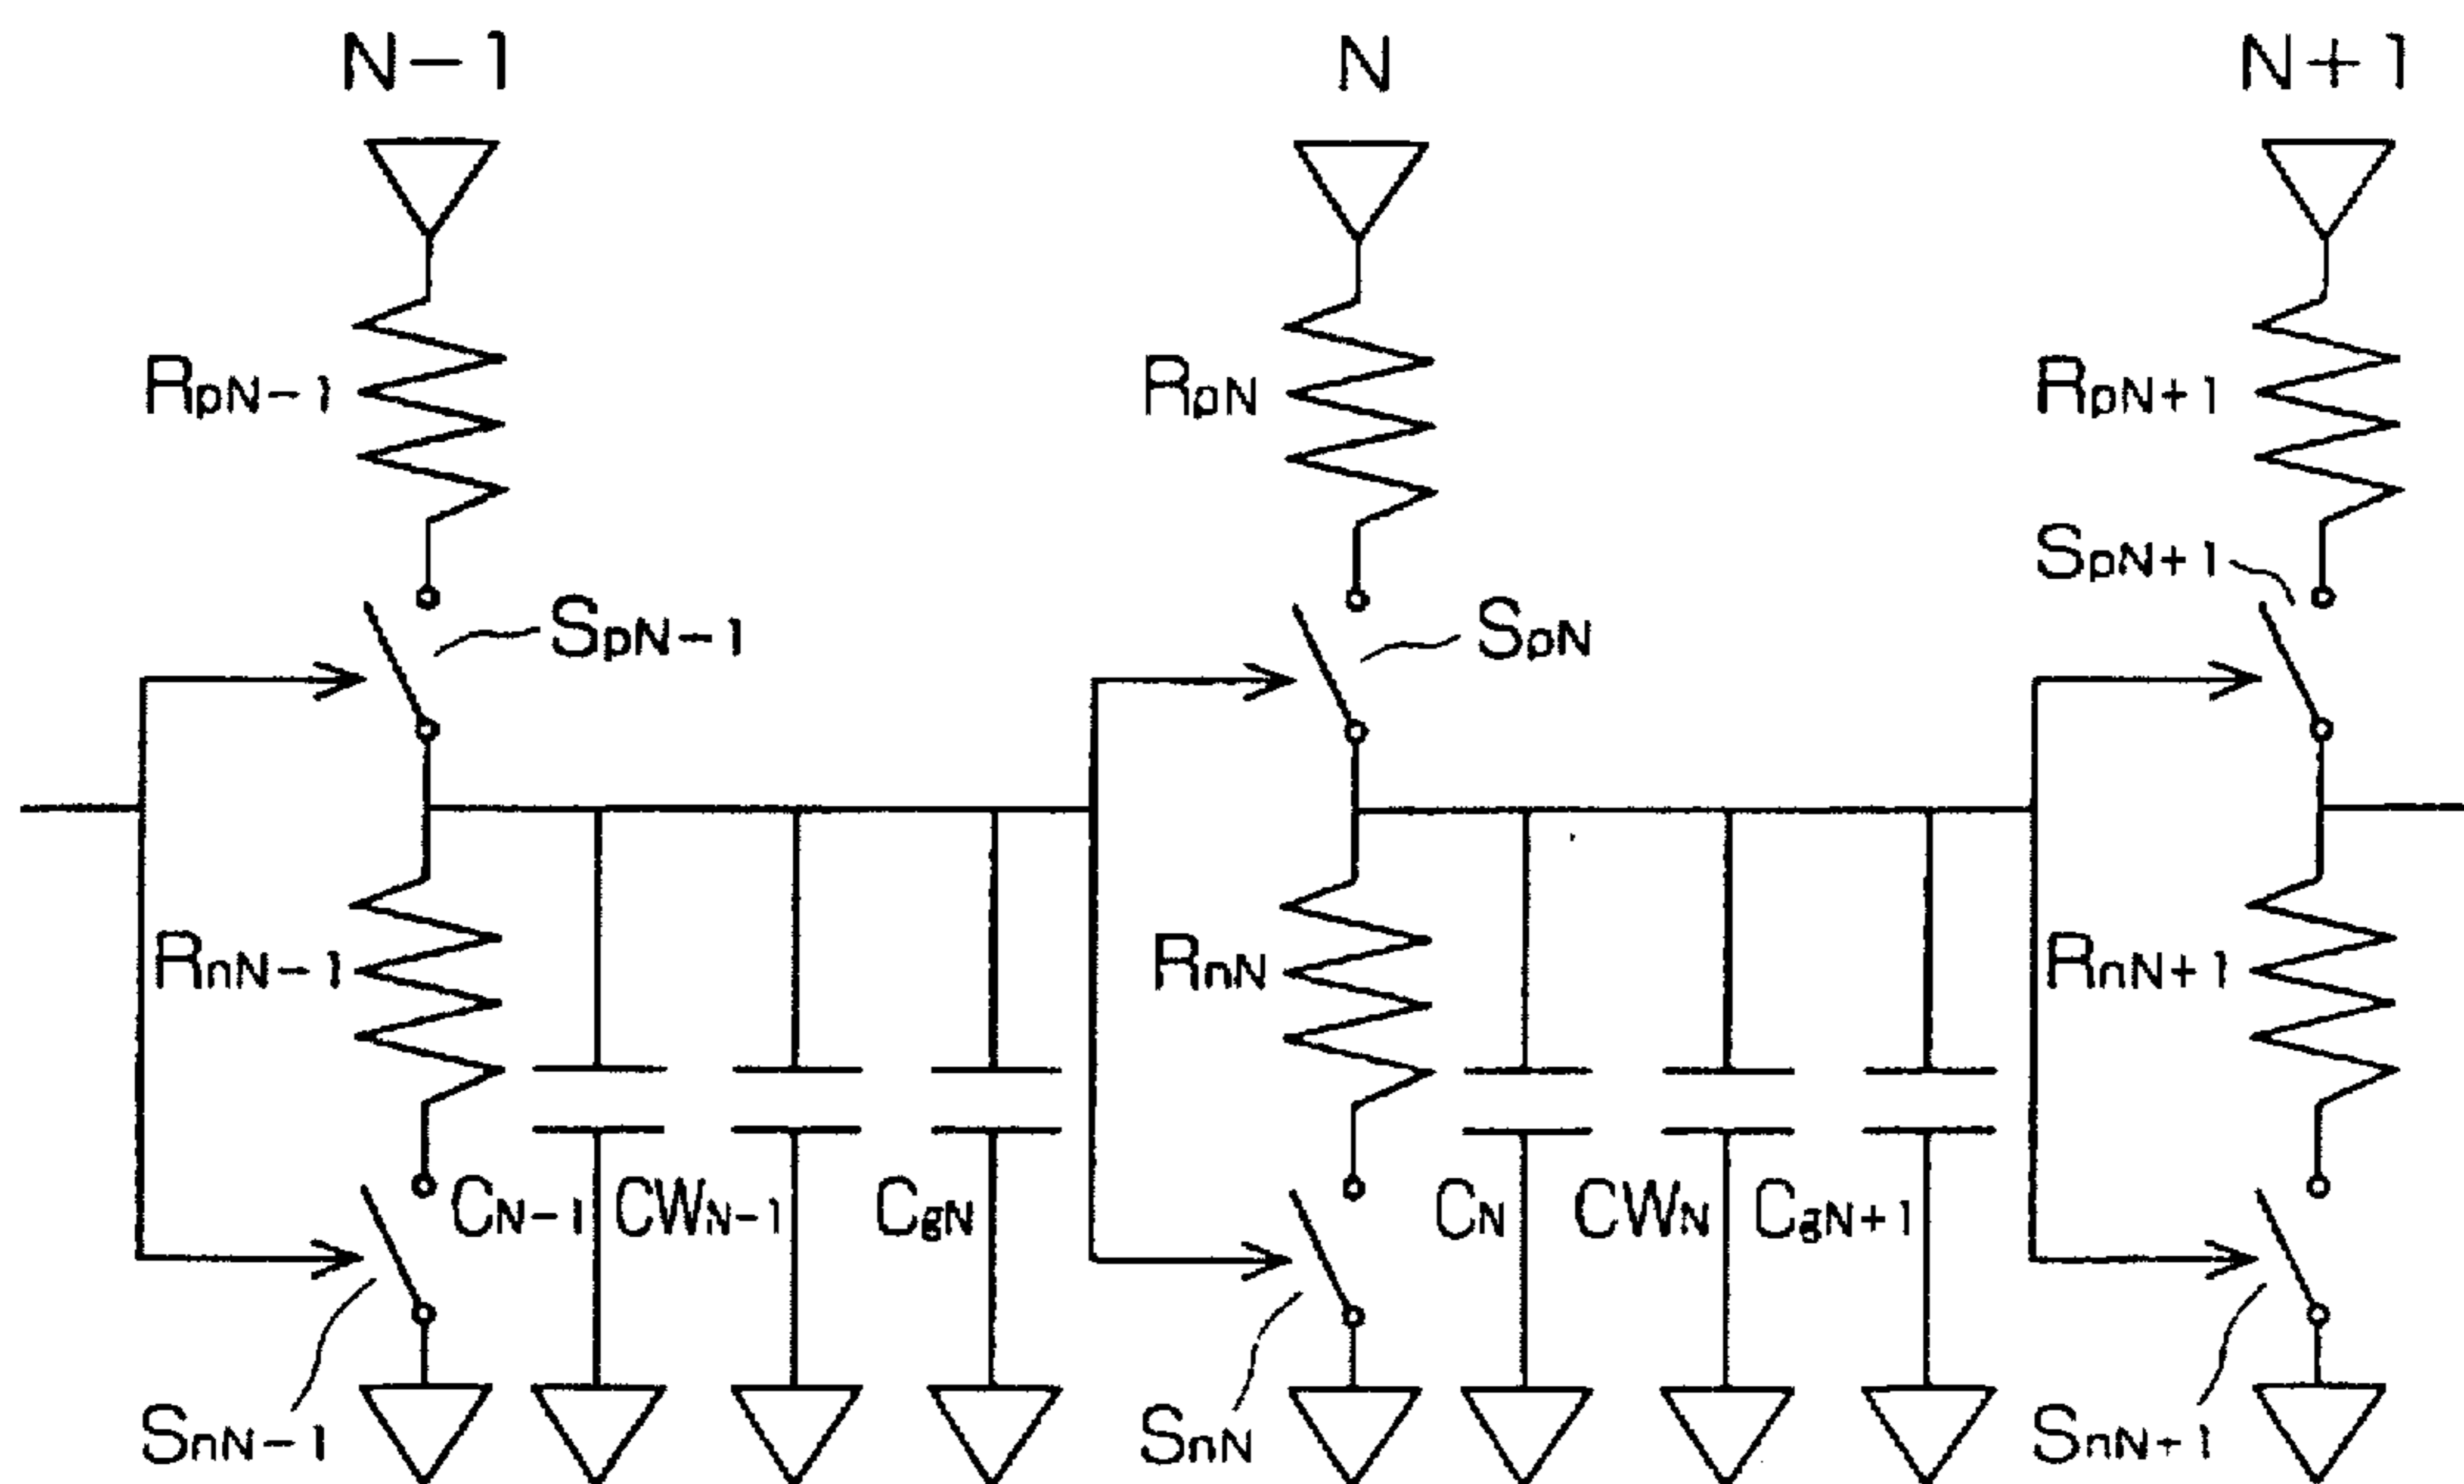 N−1
N
N+1
RpN−1
RpN
RpN+1
SpN+1
SpN−1
SpN
RnN−1
RnN
RnN+1
CN−1
CWN−1
CgN
CN
CWN
CgN+1
SnN−1
SnN
SnN+1